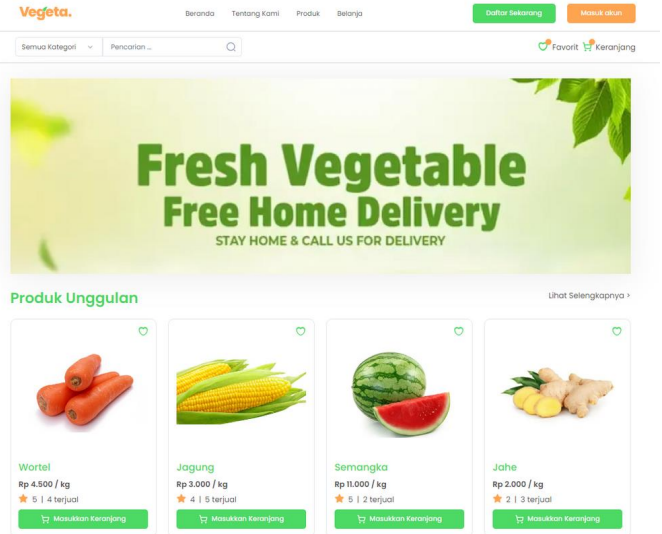 Vegeta.
Beranda Tentang Kami Produk Belanja Daftar Sekarang Masuk akun
Semua Kategori Pencarian ... Favorit Keranjang
Fresh Vegetable
Free Home Delivery
STAY HOME & CALL US FOR DELIVERY
Produk Unggulan Lihat Selengkapnya >
Wortel Jagung Semangka Jahe
Rp 4.500 / kg Rp 3.000 / kg Rp 11.000 / kg Rp 2.000 / kg
5 | 4 terjual 4 | 5 terjual 5 | 2 terjual 2 | 3 terjual
Masukkan Keranjang Masukkan Keranjang Masukkan Keranjang Masukkan Keranjang